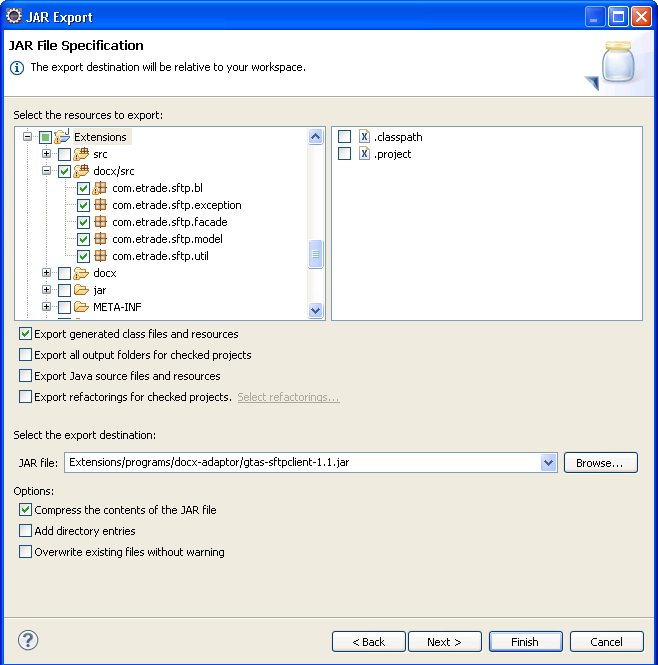 JAR Export
JAR File Specification
The export destination will be relative to your workspace.
Select the resources to export:
Extensions
src
docx/src
com.etrade.sftp.bl
com.etrade.sftp.exception
com.etrade.sftp.facade
com.etrade.sftp.model
com.etrade.sftp.util
docx
jar
META-INF
.classpath
.project
Export generated class files and resources
Export all output folders for checked projects
Export Java source files and resources
Export refactorings for checked projects. Select refactorings...
Select the export destination:
JAR file: Extensions/programs/docx-adaptor/gtas-sftpclient-1.1.jar Browse...
Options:
Compress the contents of the JAR file
Add directory entries
Overwrite existing files without warning
? < Back Next > Finish Cancel